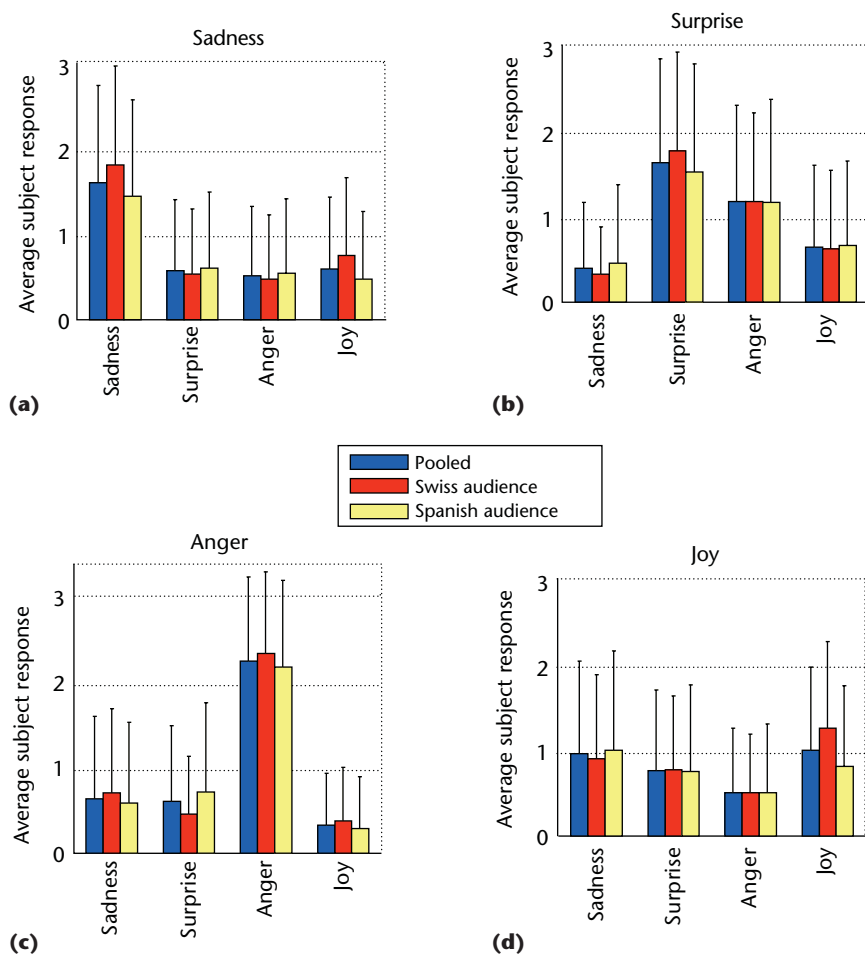 Sadness
3
2
1
0
Average subject response
Sadness
Surprise
Anger
Joy
(a)
Surprise
3
2
1
0
Average subject response
Sadness
Surprise
Anger
Joy
(b)
Pooled
Swiss audience
Spanish audience
Anger
3
2
1
0
Average subject response
Sadness
Surprise
Anger
Joy
(c)
Joy
3
2
1
0
Average subject response
Sadness
Surprise
Anger
Joy
(d)